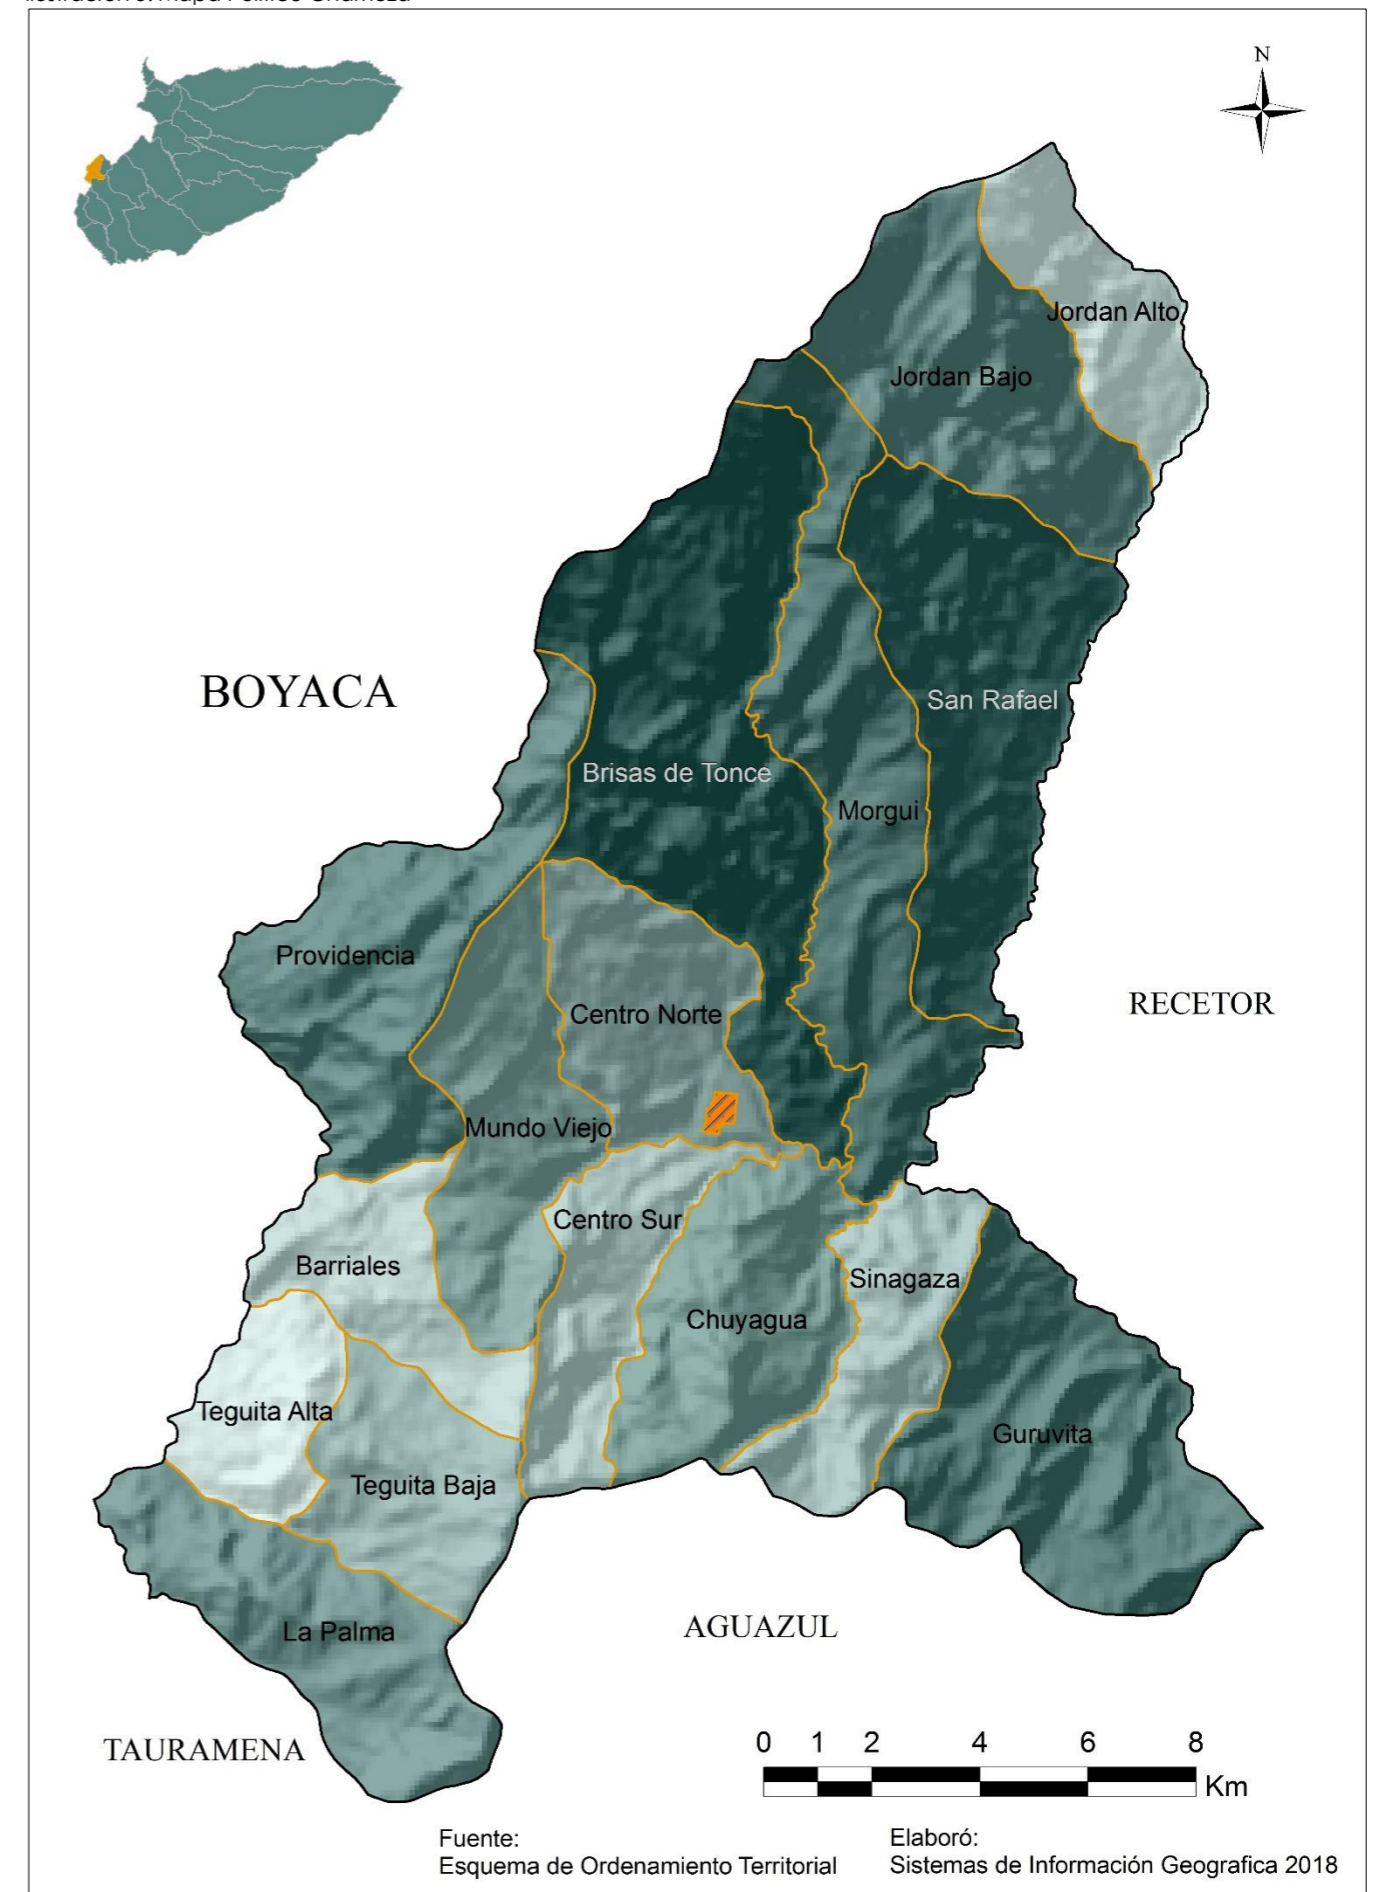 N
Jordan Alto
Jordan Bajo
BOYACA
San Rafael
Brisas de Tonce
Morgui
Providencia
Centro Norte
RECETOR
Mundo Viejo
Centro Sur
Barriales
Sinagaza
Chuyagua
Teguita Alta
Guruvita
Teguita Baja
La Palma
AGUAZUL
TAURAMENA
0 1 2 4 6 8
Km
Fuente:
Esquema de Ordenamiento Territorial
Elaboró:
Sistemas de Información Geografica 2018